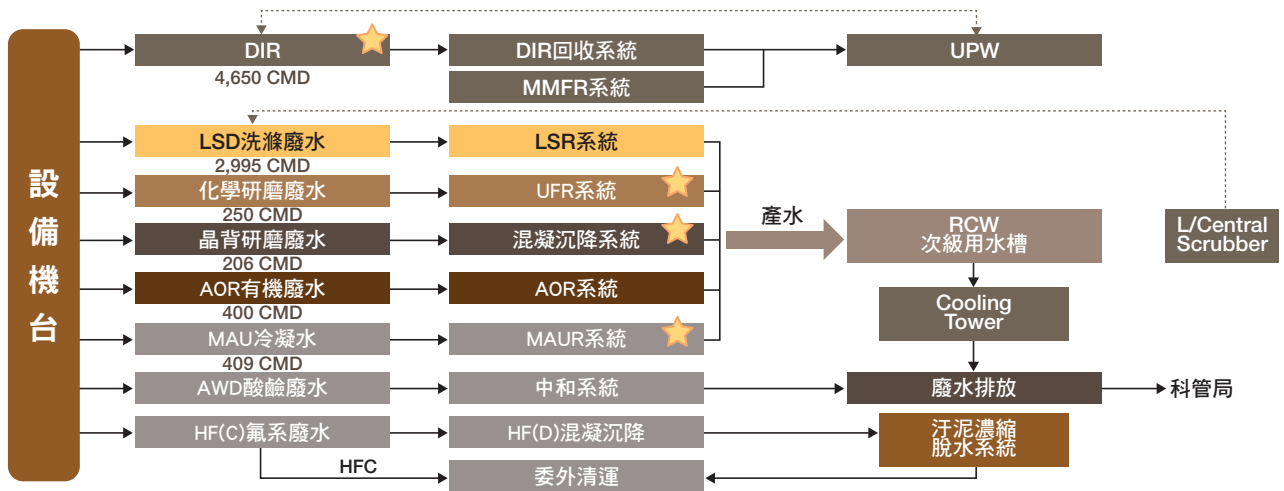 設備機台
DIR
4,650 CMD
DIR回收系統
MMFR系統
UPW
LSD洗滌廢水
2,995 CMD
LSR系統
化學研磨廢水
250 CMD
UFR系統
晶背研磨廢水
206 CMD
混凝沉降系統
AOR有機廢水
400 CMD
AOR系統
MAU冷凝水
409 CMD
MAUR系統
產水
RCW
次級用水槽
L/Central
Scrubber
Cooling
Tower
AWD酸鹼廢水
中和系統
廢水排放
科管局
HF(C)氟系廢水
HF(D)混凝沉降
汙泥濃縮
脫水系統
HFC
委外清運